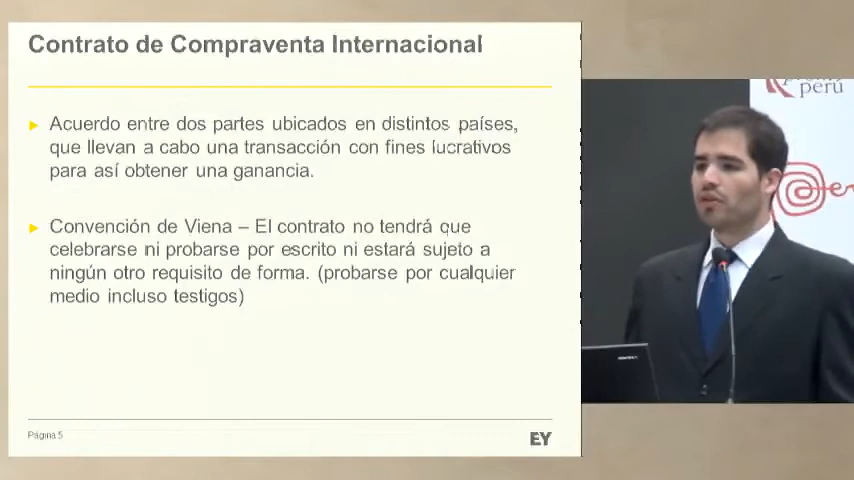 Contrato de Compraventa Internacional
Acuerdo entre dos partes ubicados en distintos países,
que llevan a cabo una transacción con fines lucrativos
para así obtener una ganancia.
Convención de Viena – El contrato no tendrá que
celebrarse ni probarse por escrito ni estará sujeto a
ningún otro requisito de forma. (probarse por cualquier
medio incluso testigos)
Página 5
EY
perú